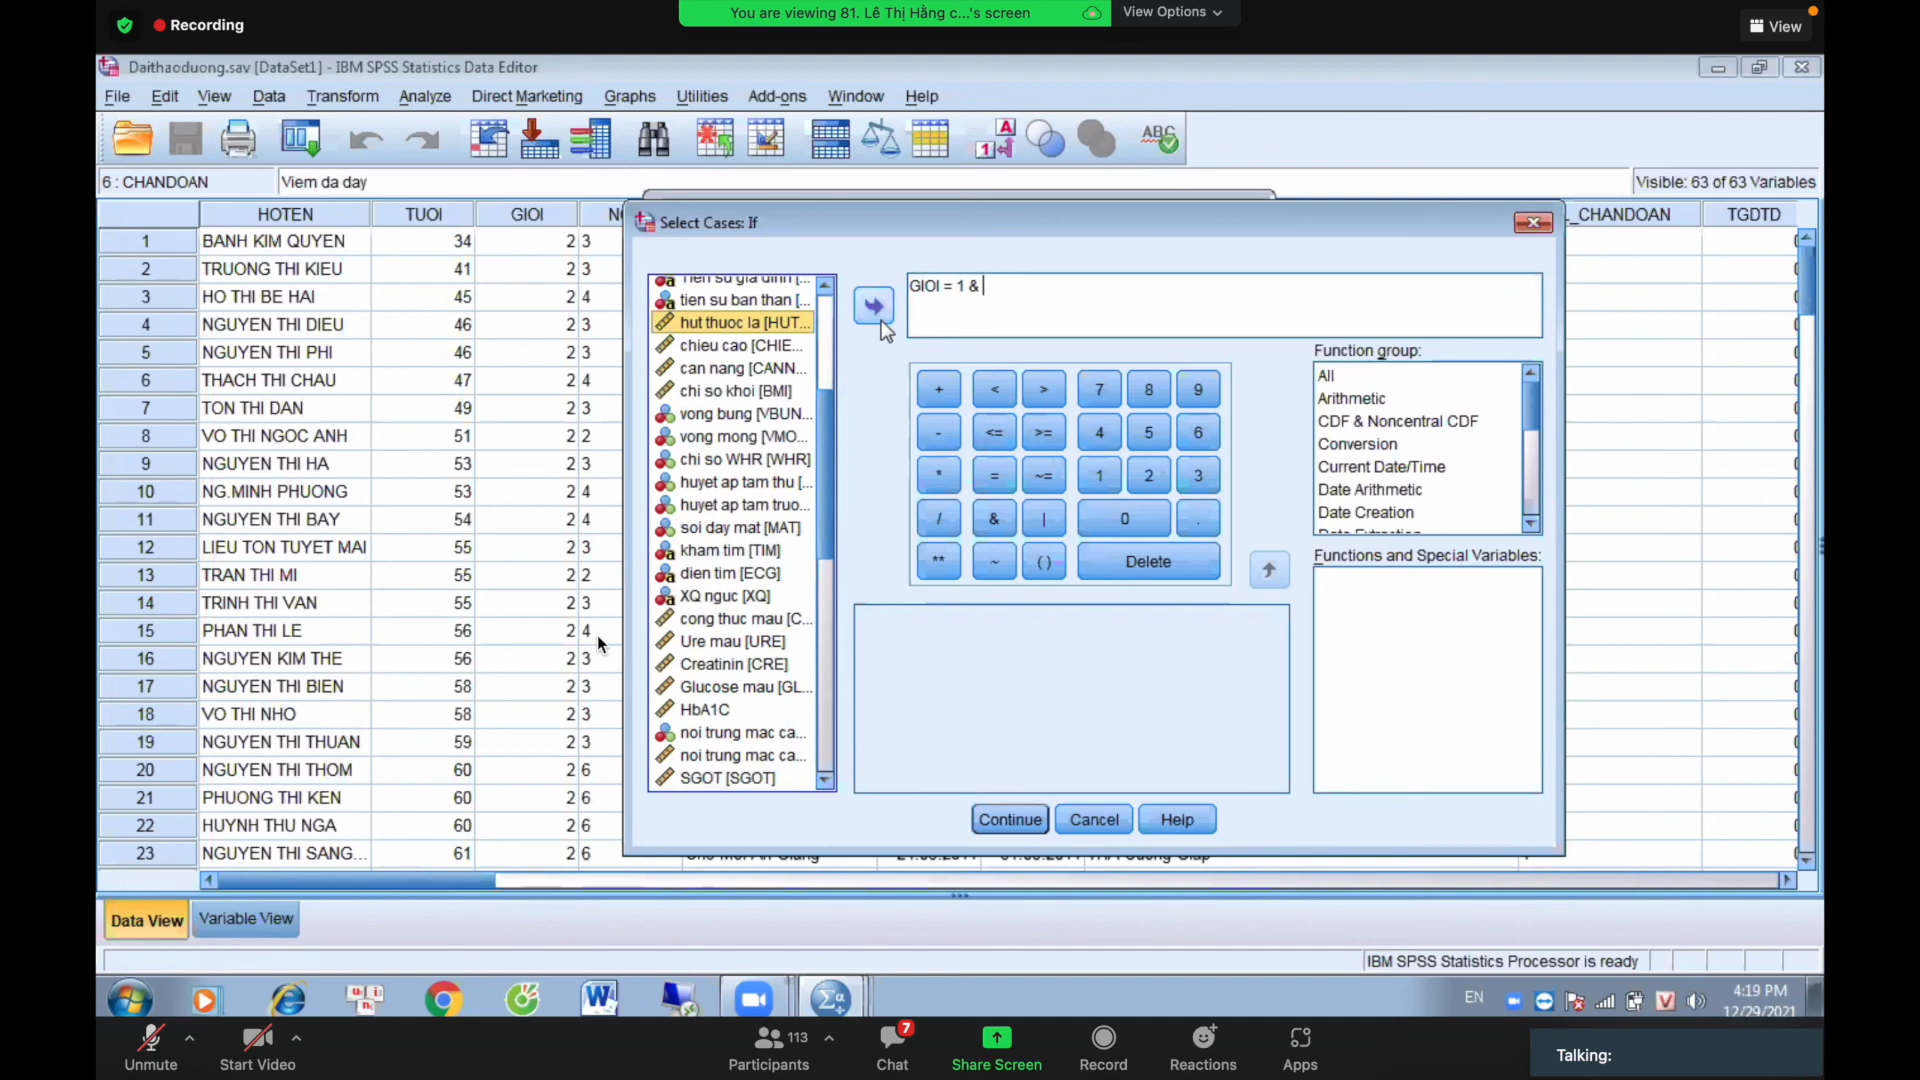 Recording
You are viewing 81. Lê Thị Hằng c...'s screen
View Options
View
Daithaoduong.sav [DataSet1] - IBM SPSS Statistics Data Editor
File Edit View Data Transform Analyze Direct Marketing Graphs Utilities Add-ons Window Help
6 : CHANDOAN
Viem da day
Visible: 63 of 63 Variables
HOTEN TUOI GIOI _CHANDOAN TGDTD
1 BANH KIM QUYEN 34 2 3
2 TRUONG THI KIEU 41 2 3
3 HO THI BE HAI 45 2 4
4 NGUYEN THI DIEU 46 2 3
5 NGUYEN THI PHI 46 2 3
6 THACH THI CHAU 47 2 4
7 TON THI DAN 49 2 3
8 VO THI NGOC ANH 51 2 2
9 NGUYEN THI HA 53 2 3
10 NG.MINH PHUONG 53 2 4
11 NGUYEN THI BAY 54 2 4
12 LIEU TON TUYET MAI 55 2 3
13 TRAN THI MI 55 2 2
14 TRINH THI VAN 55 2 3
15 PHAN THI LE 56 2 4
16 NGUYEN KIM THE 56 2 3
17 NGUYEN THI BIEN 58 2 3
18 VO THI NHO 58 2 3
19 NGUYEN THI THUAN 59 2 3
20 NGUYEN THI THOM 60 2 6
21 PHUONG THI KEN 60 2 6
22 HUYNH THU NGA 60 2 6
23 NGUYEN THI SANG... 61 2 6
Select Cases: If
tien su ban than [...
hut thuoc la [HUT...
chieu cao [CHIE...
can nang [CANN...
chi so khoi [BMI]
vong bung [VBUN...
vong mong [VMO...
chi so WHR [WHR]
huyet ap tam thu [...
huyet ap tam truo...
soi day mat [MAT]
kham tim [TIM]
dien tim [ECG]
XQ nguc [XQ]
cong thuc mau [C...
Ure mau [URE]
Creatinin [CRE]
Glucose mau [GL...
HbA1C
noi trung mac ca...
noi trung mac ca...
SGOT [SGOT]
GIOI = 1 &
+ < > 7 8 9
- <= >= 4 5 6
* = ~= 1 2 3
/ & | 0 .
** ~ ( ) Delete
Function group:
All
Arithmetic
CDF & Noncentral CDF
Conversion
Current Date/Time
Date Arithmetic
Date Creation
Functions and Special Variables:
Continue Cancel Help
Data View Variable View
IBM SPSS Statistics Processor is ready
EN
4:19 PM
12/29/2021
Unmute
Start Video
Participants 113
Chat 7
Share Screen
Record
Reactions
Apps
Talking: